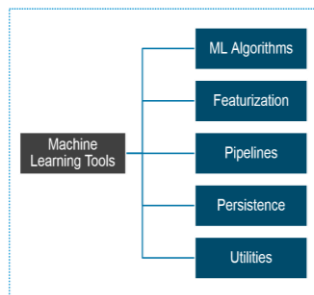 ML Algorithms
Featurization
Machine
Learning Tools
Pipelines
Persistence
Utilities